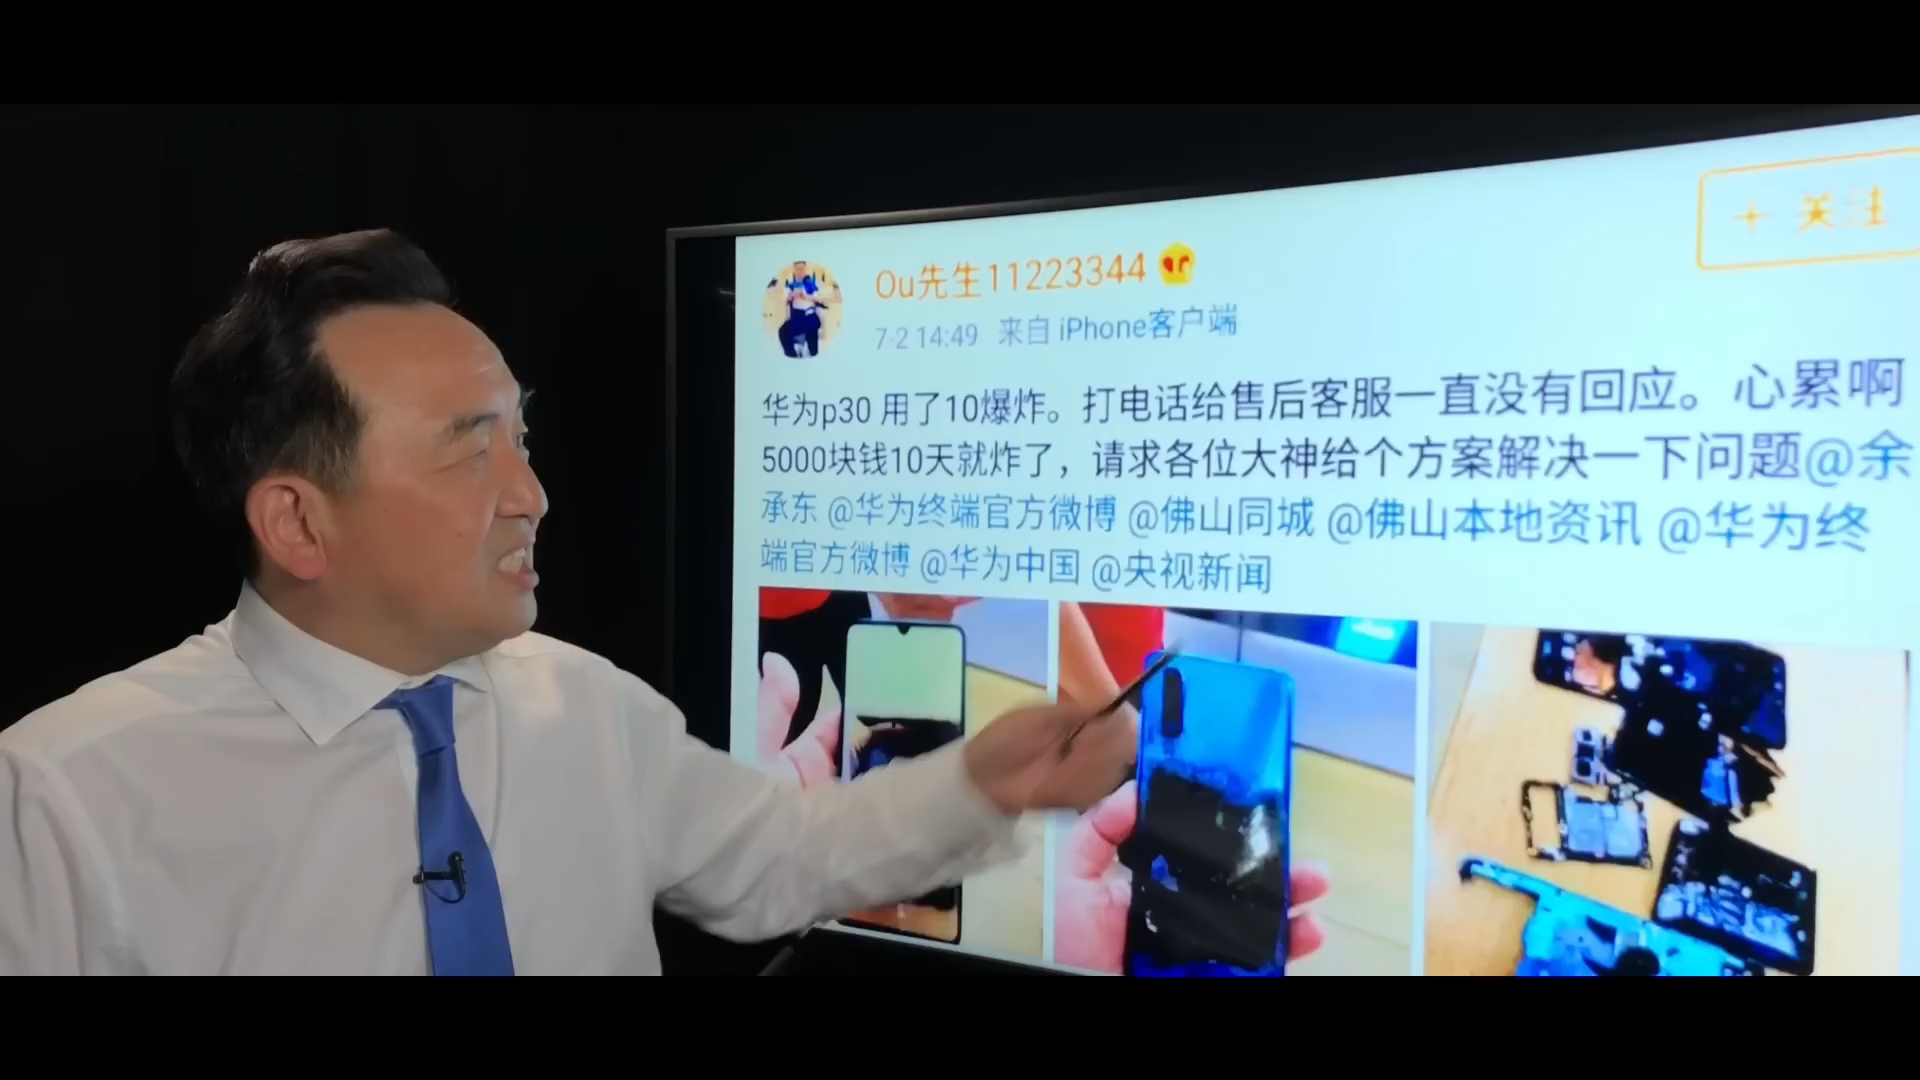 + 关注
Ou先生11223344
7-2 14:49 来自 iPhone客户端
华为p30 用了10爆炸。打电话给售后客服一直没有回应。心累啊
5000块钱10天就炸了，请求各位大神给个方案解决一下问题@余
承东 @华为终端官方微博 @佛山同城 @佛山本地资讯 @华为终
端官方微博 @华为中国 @央视新闻